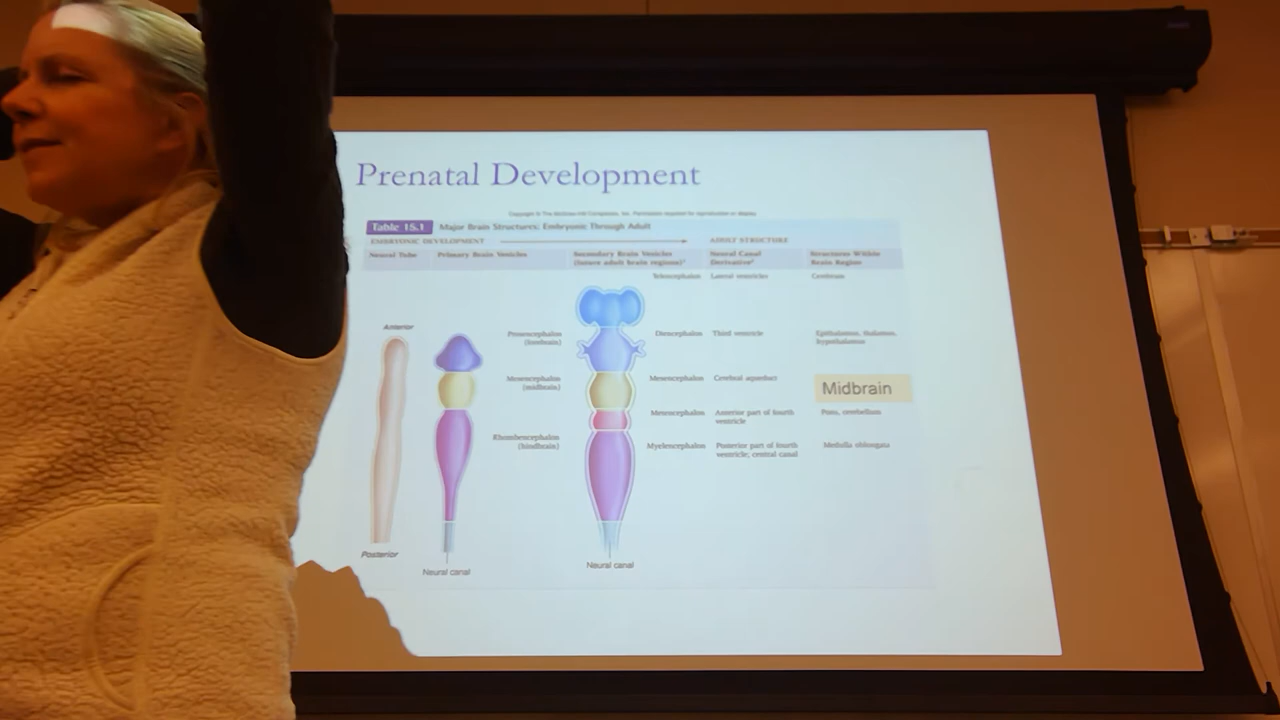 Prenatal Development
Copyright © The McGraw-Hill Companies, Inc. Permission required for reproduction or display.
Table 15.1 Major Brain Structures: Embryonic Through Adult
EMBRYONIC DEVELOPMENT ADULT STRUCTURE
Neural Tube Primary Brain Vesicles Secondary Brain Vesicles Neural Canal Structures Within
(future adult brain regions) Derivative Brain Region
Telencephalon Lateral ventricles Cerebrum
Anterior
Prosencephalon Diencephalon Third ventricle Epithalamus, thalamus,
(forebrain) hypothalamus
Mesencephalon Mesencephalon Cerebral aqueduct Midbrain
(midbrain)
Anterior part of fourth Pons, cerebellum
ventricle
Rhombencephalon Myelencephalon Posterior part of fourth Medulla oblongata
(hindbrain) ventricle, central canal
Posterior
Neural canal Neural canal